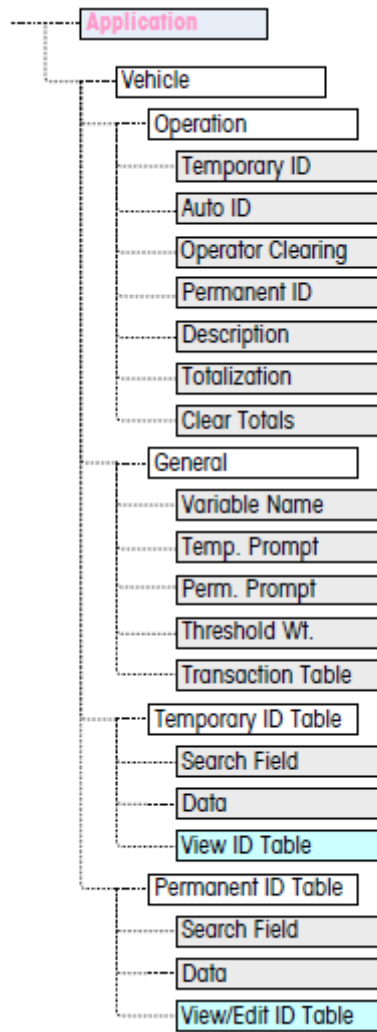 Application
Vehicle
Operation
Temporary ID
Auto ID
Operator Clearing
Permanent ID
Description
Totalization
Clear Totals
General
Variable Name
Temp. Prompt
Perm. Prompt
Threshold Wt.
Transaction Table
Temporary ID Table
Search Field
Data
View ID Table
Permanent ID Table
Search Field
Data
View/Edit ID Table